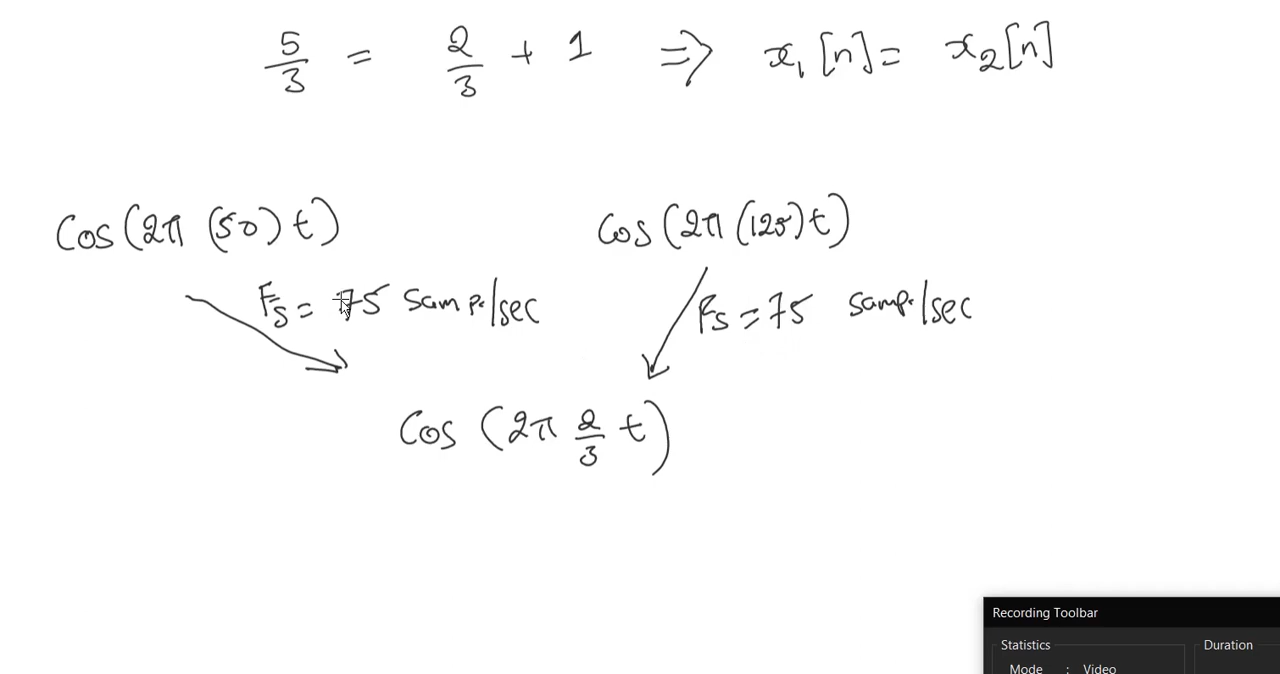 5/3 = 2/3 + 1 ⇒ x₁[n] = x₂[n]
Cos(2π (50) t) Cos(2π (125) t)
Fs = 75 Samp./sec Fs = 75 samp./sec
Cos (2π 2/3 t)
Recording Toolbar
Statistics Duration
Mode : Video